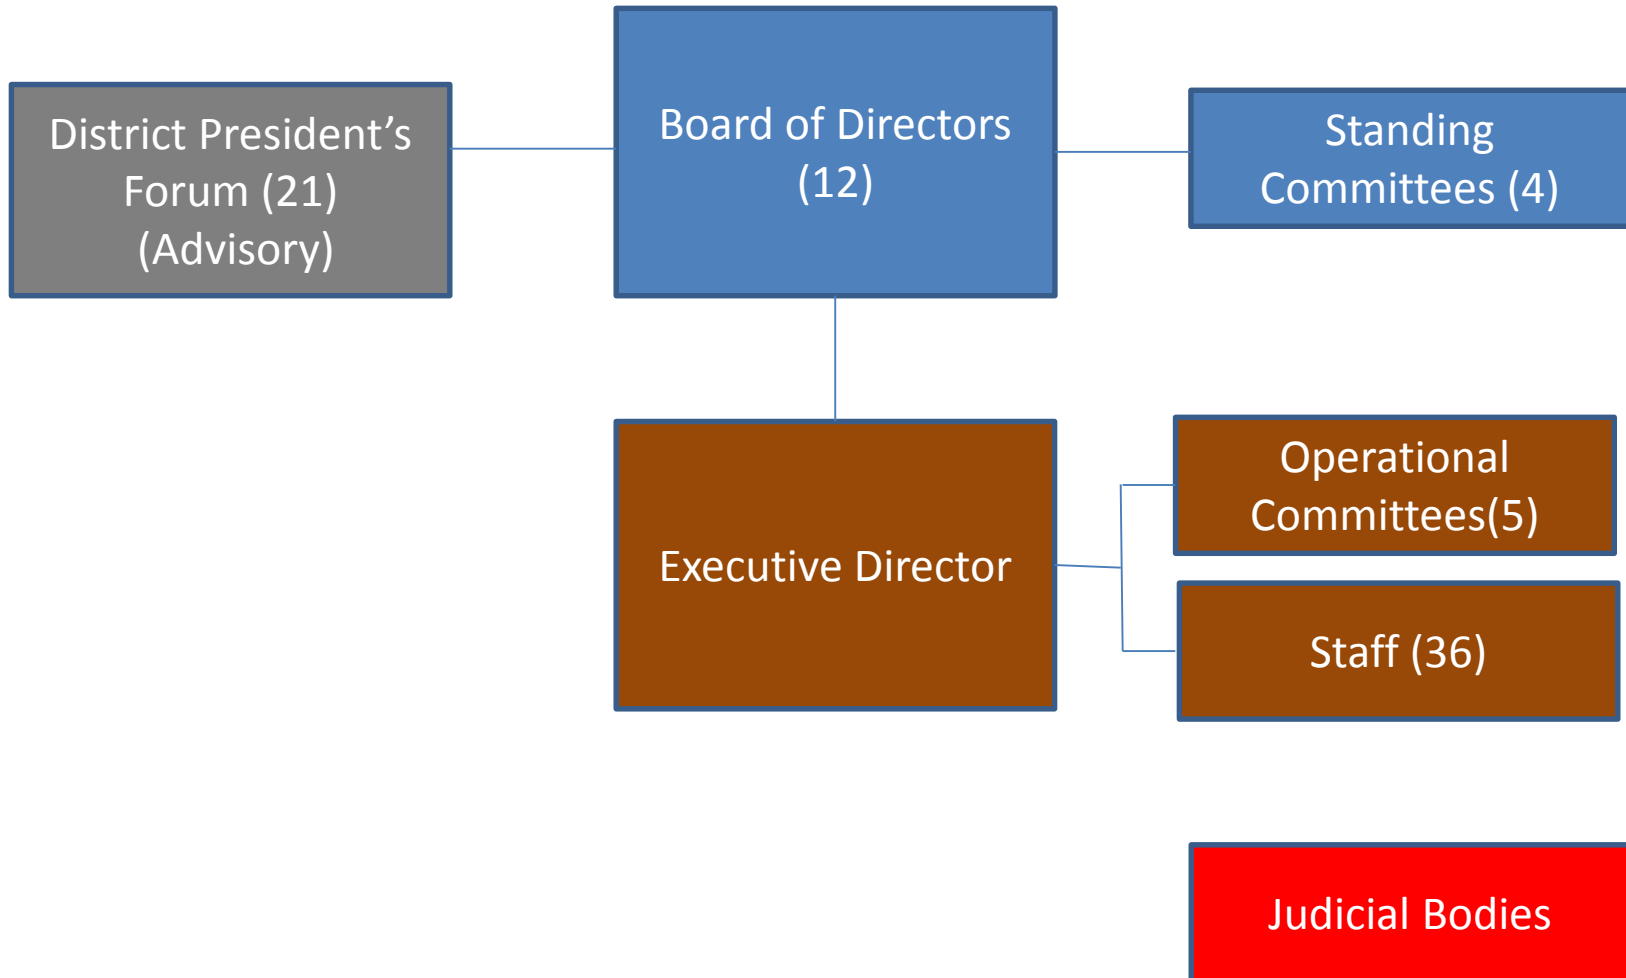 District President’s
Forum (21)
(Advisory)
Board of Directors
(12)
Standing
Committees (4)
Executive Director
Operational
Committees(5)
Staff (36)
Judicial Bodies